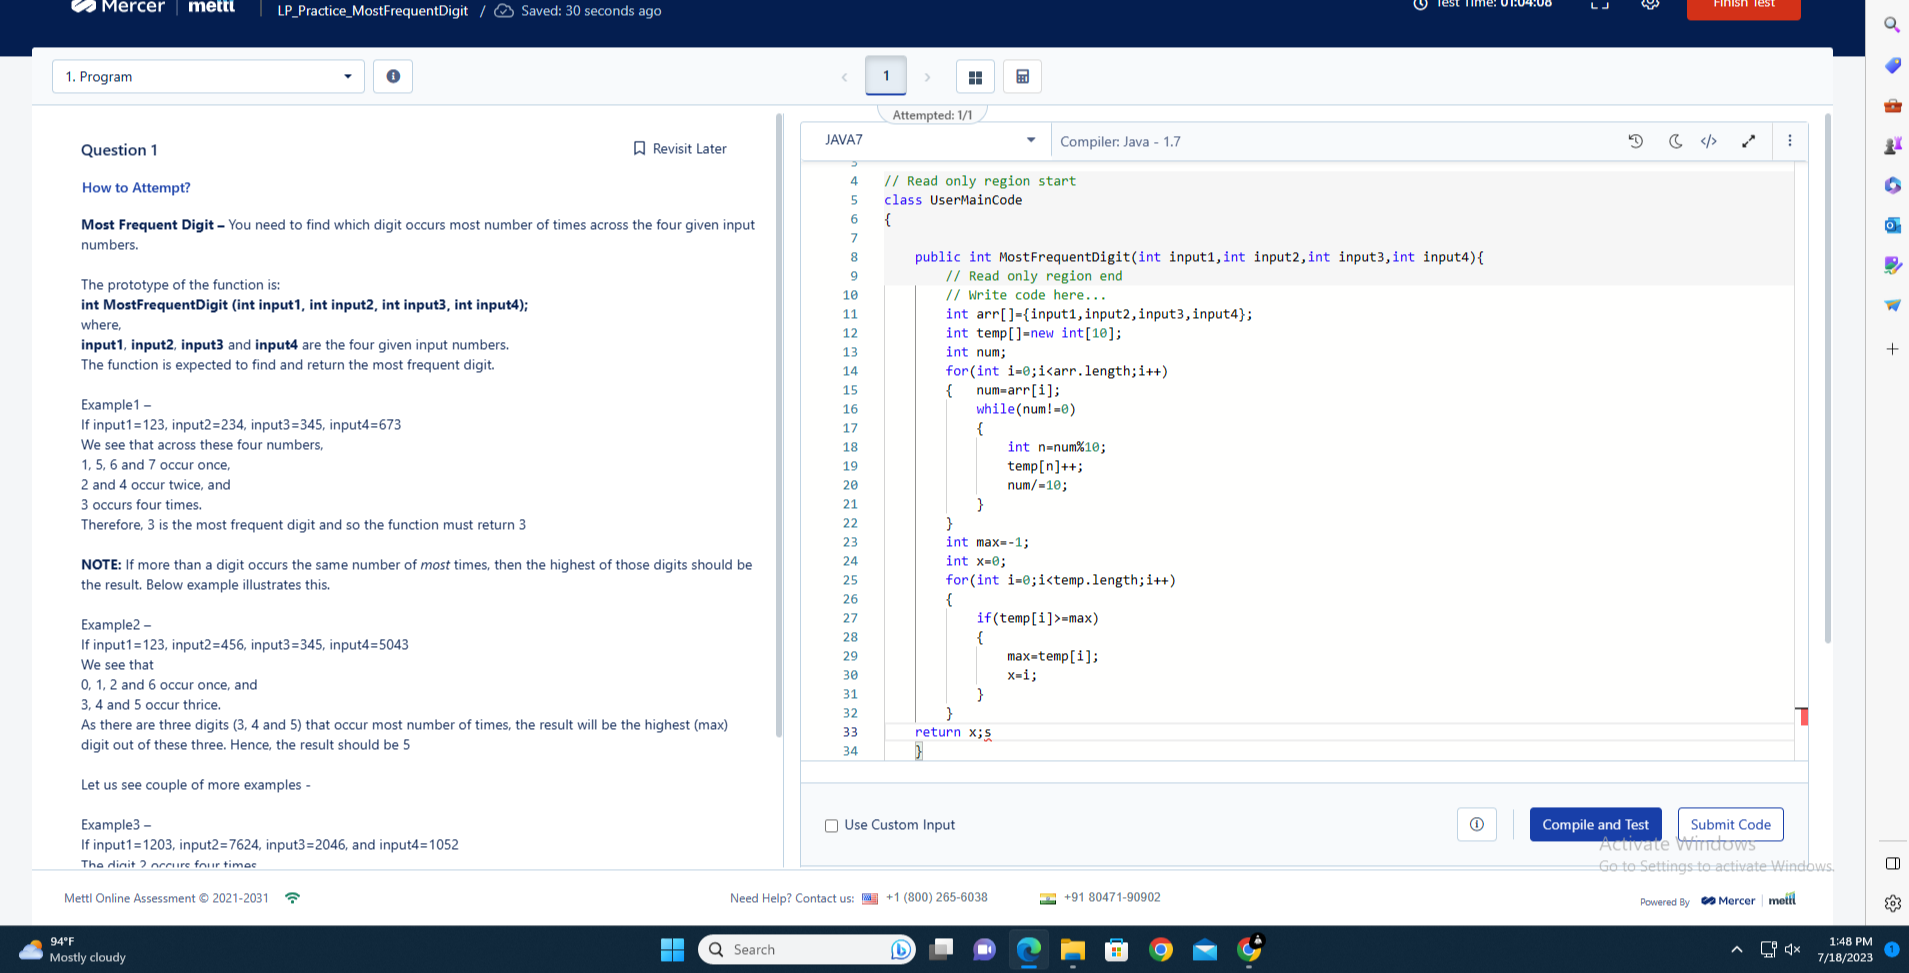 Mercer | mettl
LP_Practice_MostFrequentDigit / Saved: 30 seconds ago
Test Time: 01:04:08
Finish Test
1. Program
1
Attempted: 1/1
Question 1
Revisit Later
How to Attempt?
Most Frequent Digit – You need to find which digit occurs most number of times across the four given input
numbers.
The prototype of the function is:
int MostFrequentDigit (int input1, int input2, int input3, int input4);
where,
input1, input2, input3 and input4 are the four given input numbers.
The function is expected to find and return the most frequent digit.
Example1 –
If input1=123, input2=234, input3=345, input4=673
We see that across these four numbers,
1, 5, 6 and 7 occur once,
2 and 4 occur twice, and
3 occurs four times.
Therefore, 3 is the most frequent digit and so the function must return 3
NOTE: If more than a digit occurs the same number of most times, then the highest of those digits should be
the result. Below example illustrates this.
Example2 –
If input1=123, input2=456, input3=345, input4=5043
We see that
0, 1, 2 and 6 occur once, and
3, 4 and 5 occur thrice.
As there are three digits (3, 4 and 5) that occur most number of times, the result will be the highest (max)
digit out of these three. Hence, the result should be 5
Let us see couple of more examples -
Example3 –
If input1=1203, input2=7624, input3=2046, and input4=1052
The digit 2 occurs four times
JAVA7
Compiler: Java - 1.7
3
4 // Read only region start
5 class UserMainCode
6 {
7
8 public int MostFrequentDigit(int input1,int input2,int input3,int input4){
9 // Read only region end
10 // Write code here...
11 int arr[]={input1,input2,input3,input4};
12 int temp[]=new int[10];
13 int num;
14 for(int i=0;i<arr.length;i++)
15 { num=arr[i];
16 while(num!=0)
17 {
18 int n=num%10;
19 temp[n]++;
20 num/=10;
21 }
22 }
23 int max=-1;
24 int x=0;
25 for(int i=0;i<temp.length;i++)
26 {
27 if(temp[i]>=max)
28 {
29 max=temp[i];
30 x=i;
31 }
32 }
33 return x;s
34 }
Use Custom Input
Compile and Test
Submit Code
Activate Windows
Go to Settings to activate Windows.
Mettl Online Assessment © 2021-2031
Need Help? Contact us: +1 (800) 265-6038
+91 80471-90902
Powered By Mercer | mettl
94°F
Mostly cloudy
Search
1:48 PM
7/18/2023
1